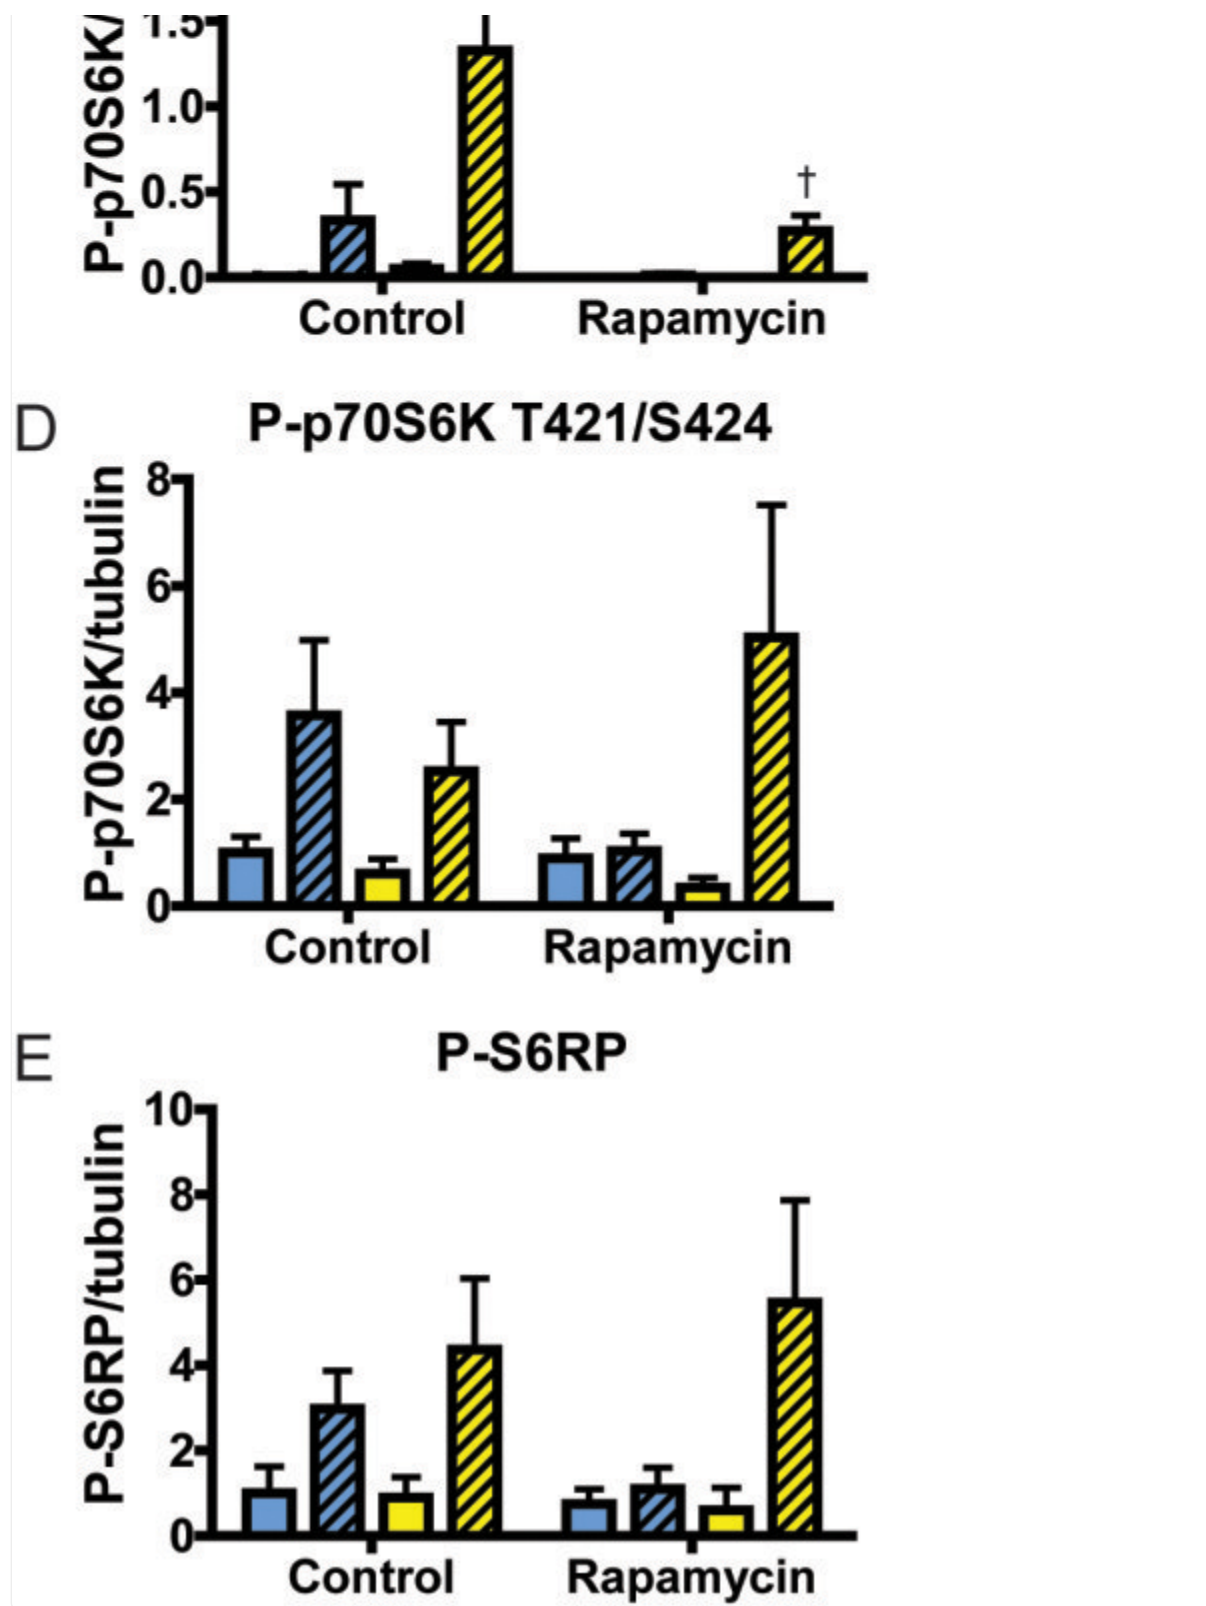 1.5
1.0
0.5
0.0
P-p70S6K/
†
Control Rapamycin
D
P-p70S6K T421/S424
P-p70S6K/tubulin
8
6
4
2
0
Control Rapamycin
E
P-S6RP
P-S6RP/tubulin
10
8
6
4
2
0
Control Rapamycin